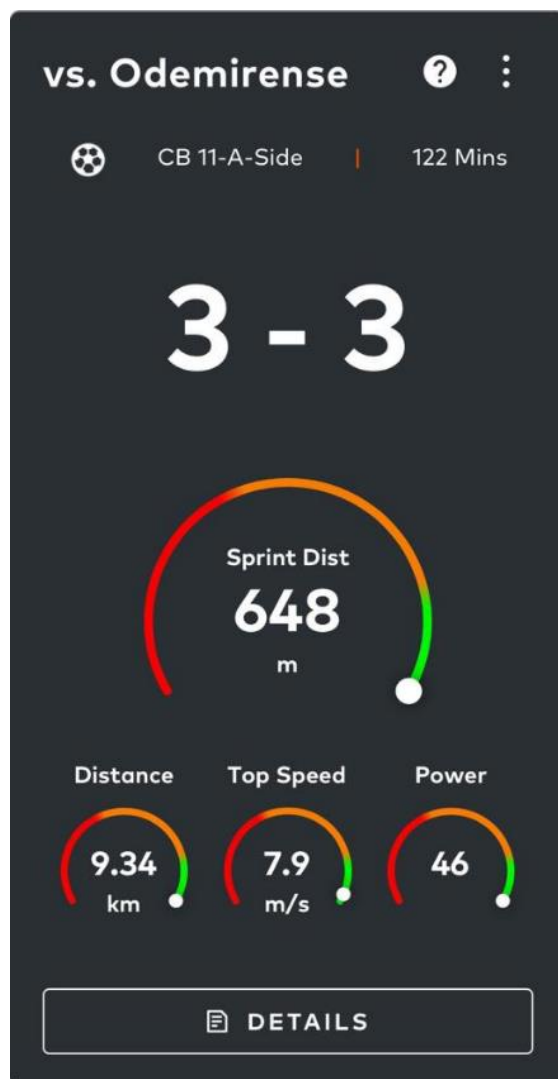 vs. Odemirense ?
CB 11-A-Side | 122 Mins
3 - 3
Sprint Dist
648
m
Distance Top Speed Power
9.34 7.9 46
km m/s
DETAILS